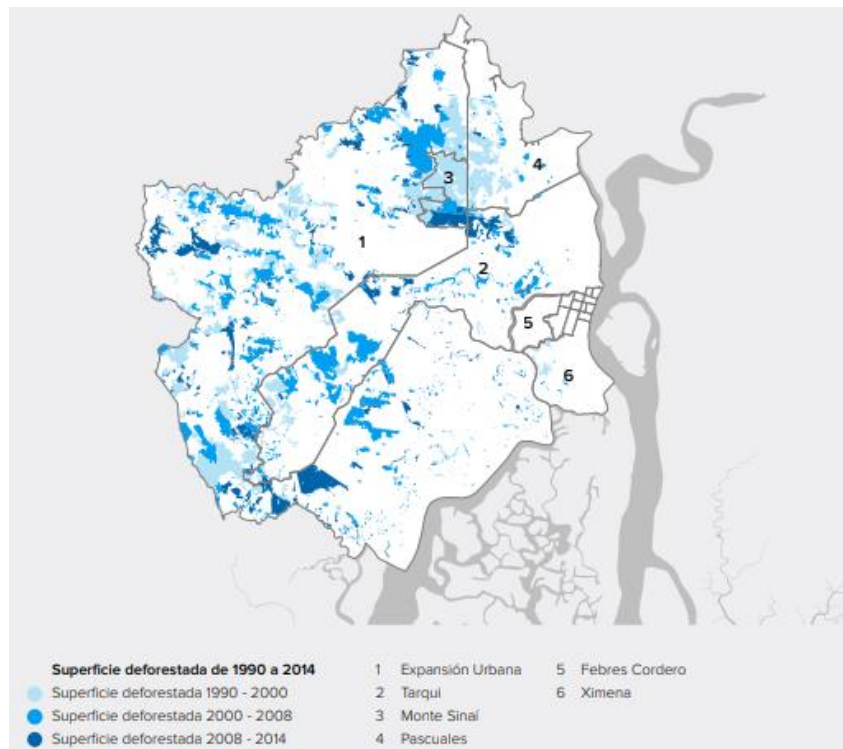 4
3
1
2
5
6
Superficie deforestada de 1990 a 2014
Superficie deforestada 1990 - 2000
Superficie deforestada 2000 - 2008
Superficie deforestada 2008 - 2014
1 Expansión Urbana
2 Tarqui
3 Monte Sinaí
4 Pascuales
5 Febres Cordero
6 Ximena